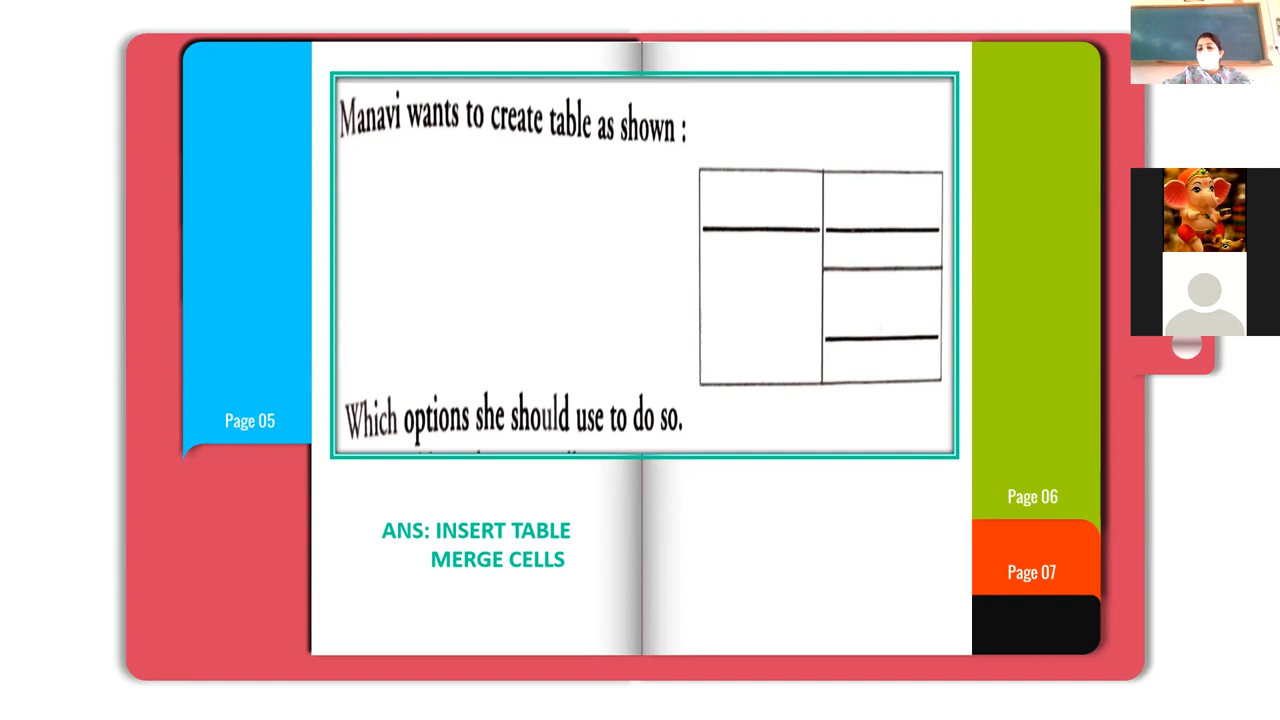 Manavi wants to create table as shown :
Which options she should use to do so.
ANS: INSERT TABLE
MERGE CELLS
Page 05
Page 06
Page 07